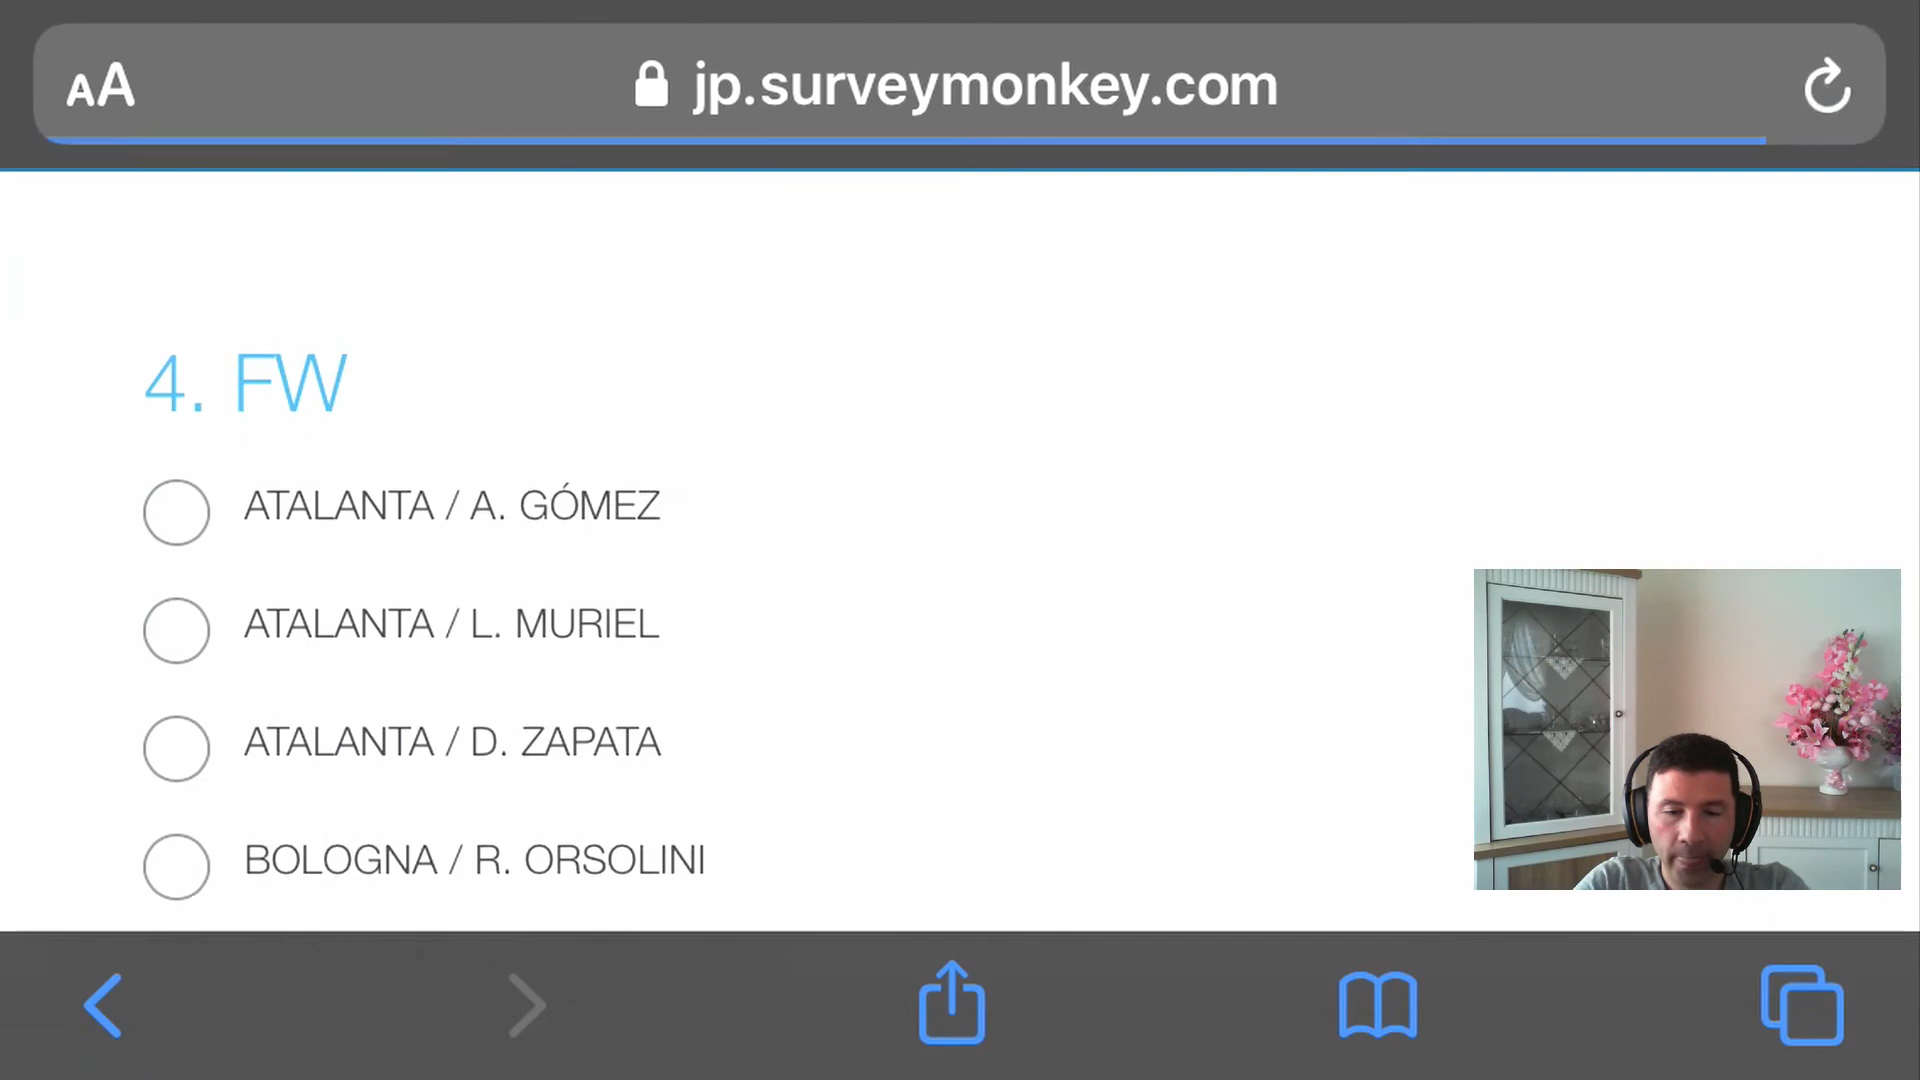 AA jp.surveymonkey.com
4. FW
ATALANTA / A. GÓMEZ
ATALANTA / L. MURIEL
ATALANTA / D. ZAPATA
BOLOGNA / R. ORSOLINI